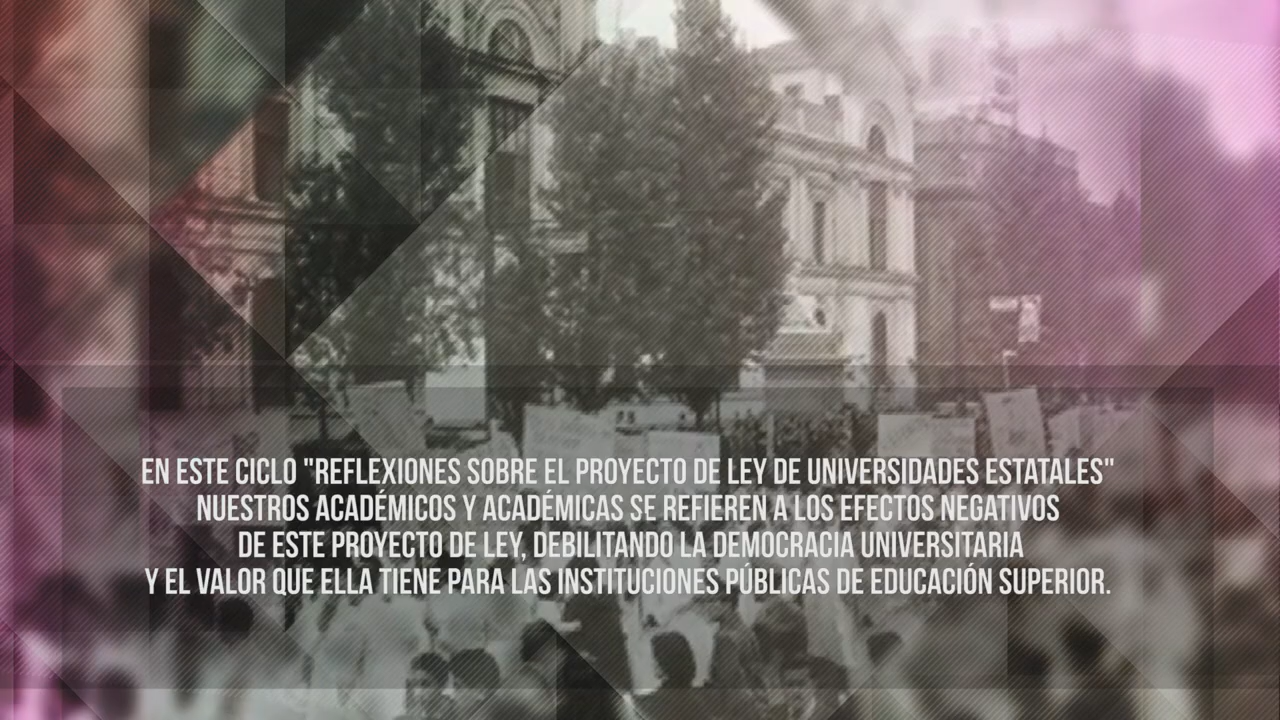 EN ESTE CICLO "REFLEXIONES SOBRE EL PROYECTO DE LEY DE UNIVERSIDADES ESTATALES"
NUESTROS ACADÉMICOS Y ACADÉMICAS SE REFIEREN A LOS EFECTOS NEGATIVOS
DE ESTE PROYECTO DE LEY, DEBILITANDO LA DEMOCRACIA UNIVERSITARIA
Y EL VALOR QUE ELLA TIENE PARA LAS INSTITUCIONES PÚBLICAS DE EDUCACIÓN SUPERIOR.